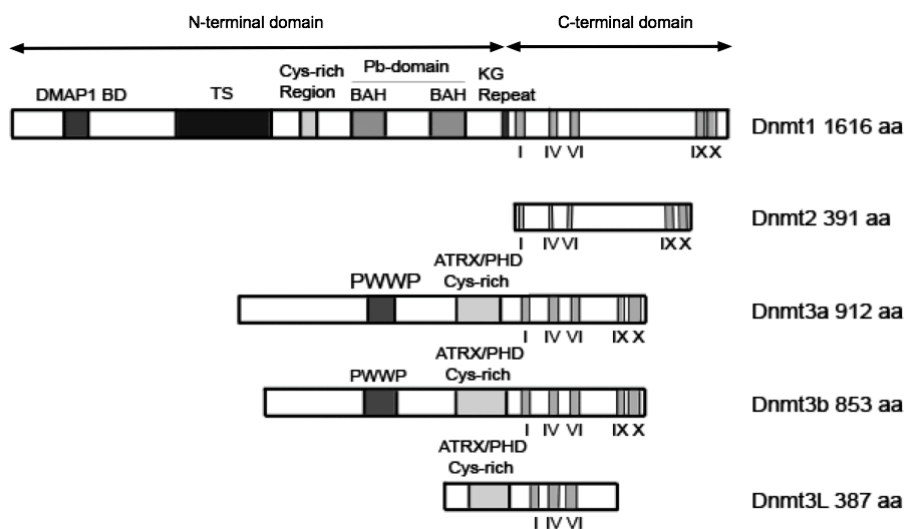 N-terminal domain
C-terminal domain
Cys-rich
Region
Pb-domain
KG
Repeat
DMAP1 BD
TS
BAH
BAH
Dnmt1 1616 aa
I IV VI IX X
Dnmt2 391 aa
I IV VI IX X
ATRX/PHD
Cys-rich
PWWP
Dnmt3a 912 aa
I IV VI IX X
ATRX/PHD
Cys-rich
PWWP
Dnmt3b 853 aa
I IV VI IX X
ATRX/PHD
Cys-rich
Dnmt3L 387 aa
I IV VI